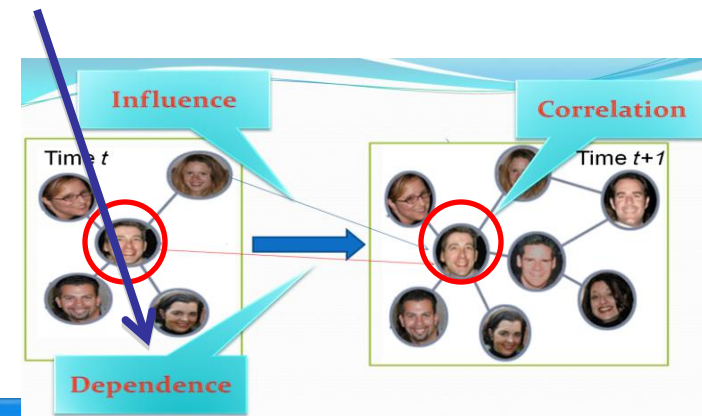 Influence
Correlation
Time t
Time t+1
Dependence